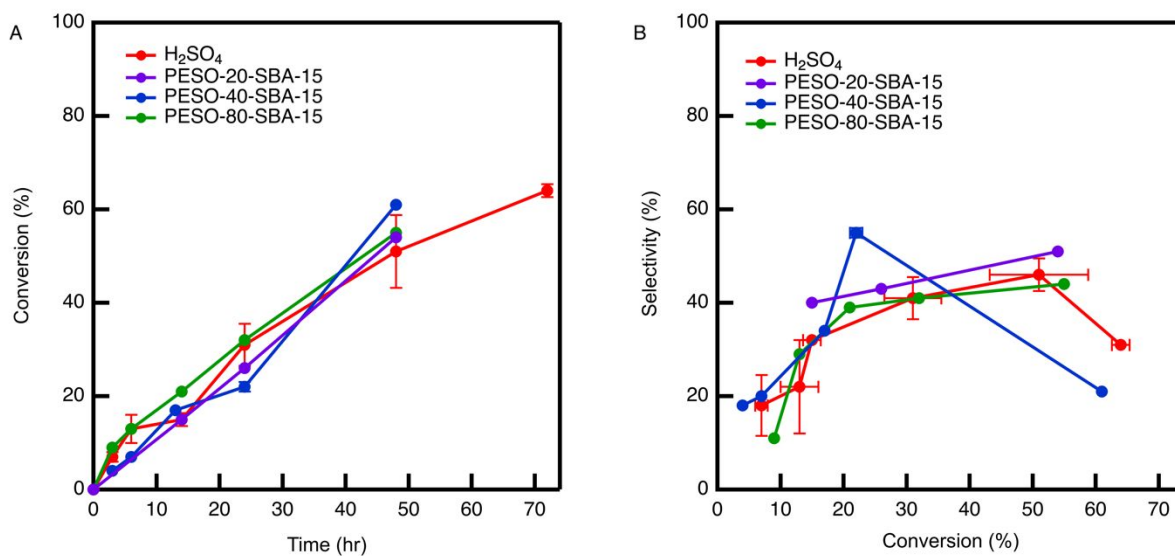 A
100
80
60
40
20
0
Conversion (%)
H₂SO₄
PESO-20-SBA-15
PESO-40-SBA-15
PESO-80-SBA-15
0 10 20 30 40 50 60 70
Time (hr)
B
100
80
60
40
20
0
Selectivity (%)
H₂SO₄
PESO-20-SBA-15
PESO-40-SBA-15
PESO-80-SBA-15
0 10 20 30 40 50 60 70
Conversion (%)